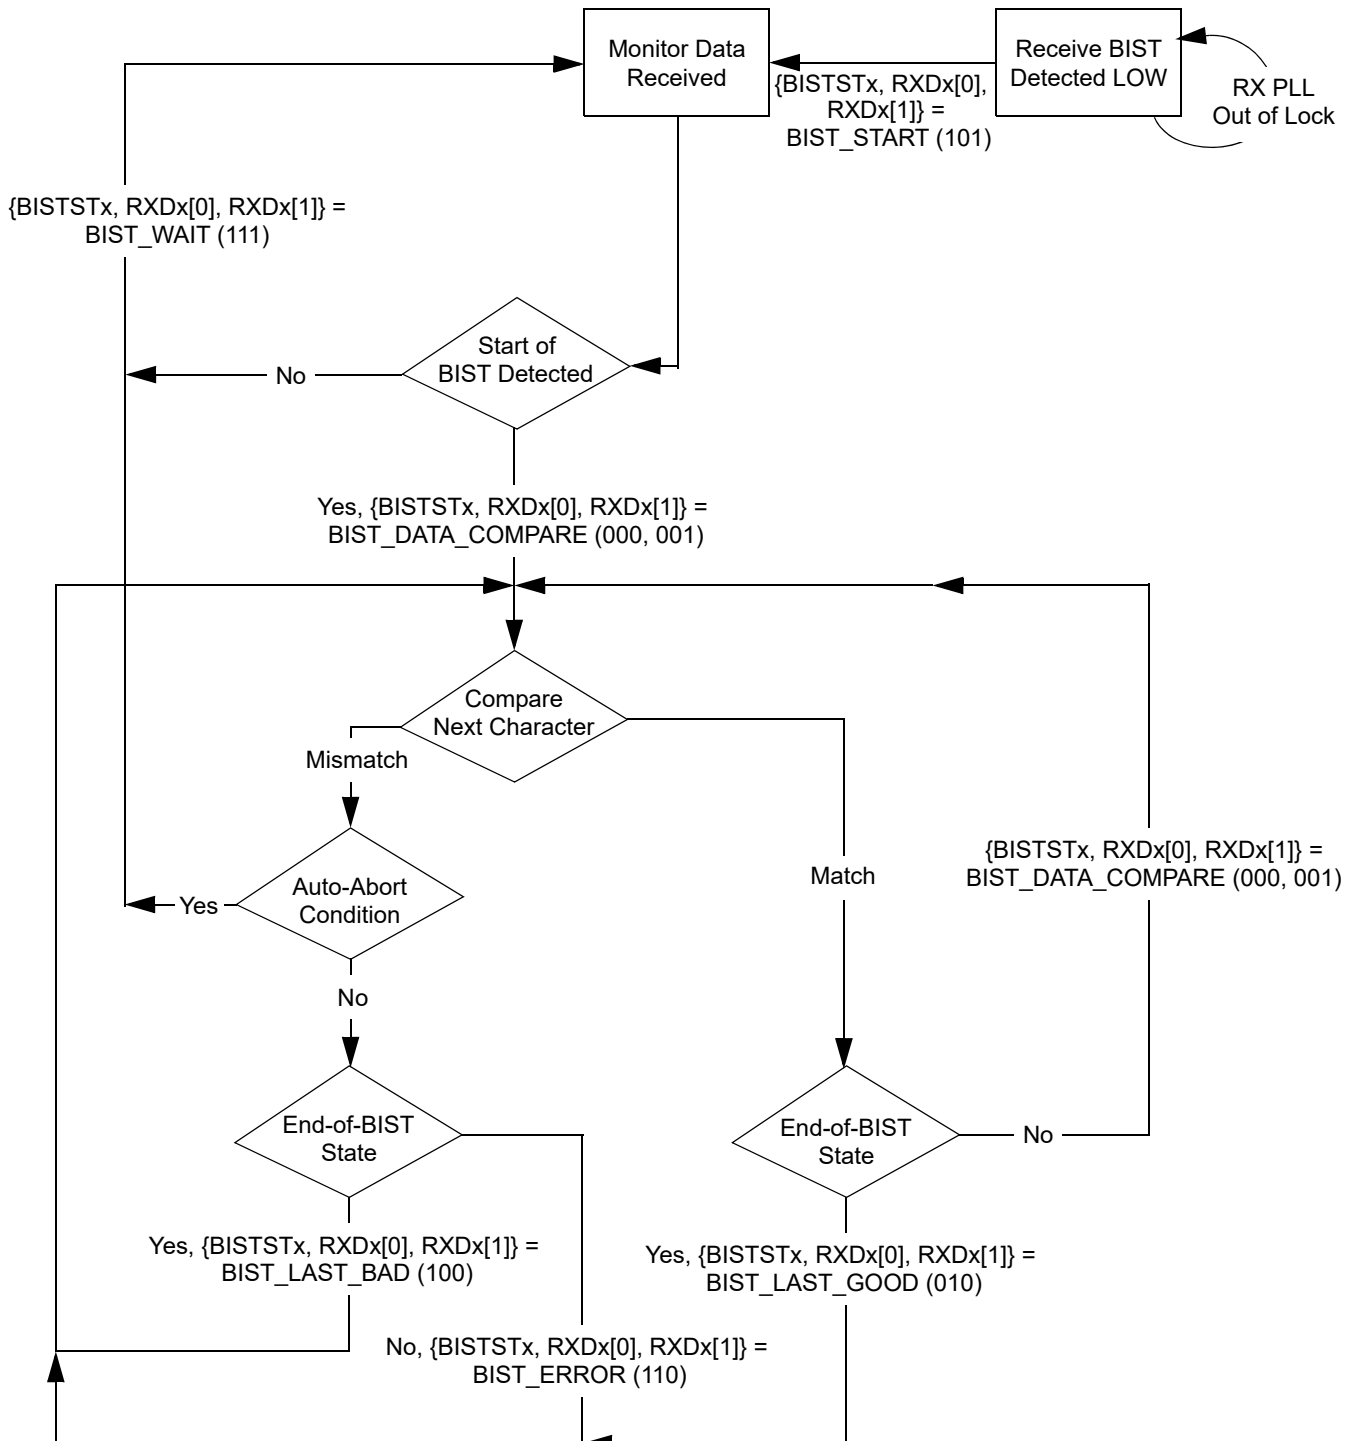 Monitor Data
Received
Receive BIST
Detected LOW
RX PLL
Out of Lock
{BISTSTx, RXDx[0],
RXDx[1]} =
BIST_START (101)
{BISTSTx, RXDx[0], RXDx[1]} =
BIST_WAIT (111)
Start of
BIST Detected
No
Yes, {BISTSTx, RXDx[0], RXDx[1]} =
BIST_DATA_COMPARE (000, 001)
Compare
Next Character
Mismatch
Match
{BISTSTx, RXDx[0], RXDx[1]} =
BIST_DATA_COMPARE (000, 001)
Auto-Abort
Condition
Yes
No
End-of-BIST
State
End-of-BIST
State
No
Yes, {BISTSTx, RXDx[0], RXDx[1]} =
BIST_LAST_BAD (100)
Yes, {BISTSTx, RXDx[0], RXDx[1]} =
BIST_LAST_GOOD (010)
No, {BISTSTx, RXDx[0], RXDx[1]} =
BIST_ERROR (110)